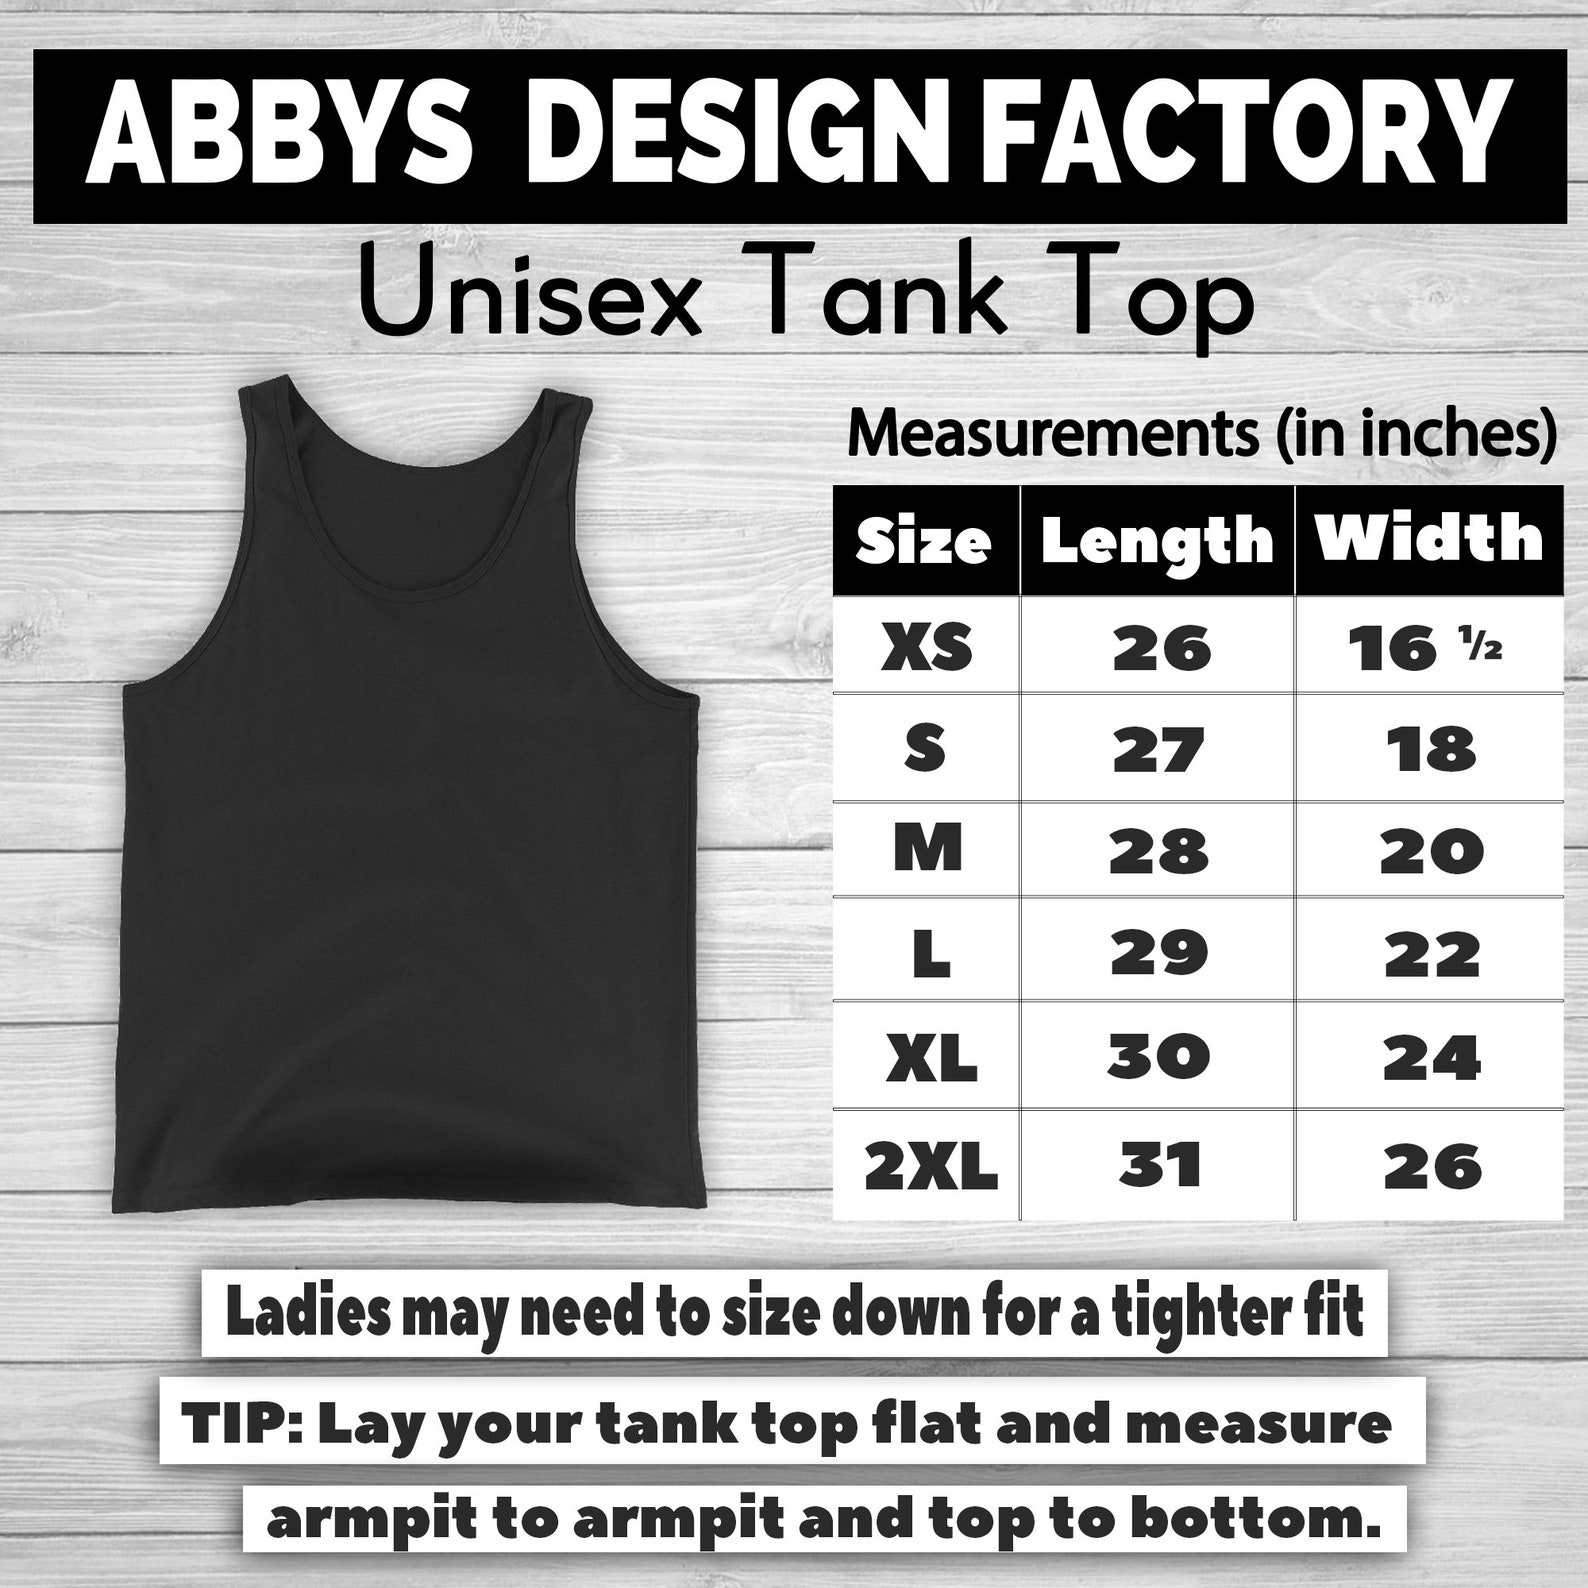 ABBYS DESIGN FACTORY
Unisex Tank Top
Measurements (in inches)
Size Length Width
XS 26 16 ½
S 27 18
M 28 20
L 29 22
XL 30 24
2XL 31 26
Ladies may need to size down for a tighter fit
TIP: Lay your tank top flat and measure
armpit to armpit and top to bottom.